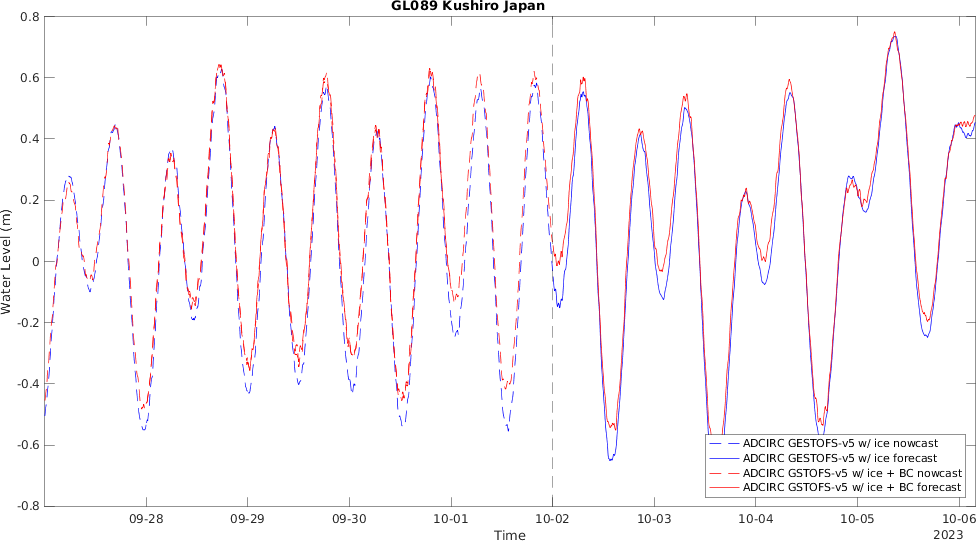 GL089 Kushiro Japan
0.8
0.6
0.4
0.2
0
-0.2
-0.4
-0.6
-0.8
Water Level (m)
ADCIRC GESTOFS-v5 w/ ice nowcast
ADCIRC GESTOFS-v5 w/ ice forecast
ADCIRC GSTOFS-v5 w/ ice + BC nowcast
ADCIRC GSTOFS-v5 w/ ice + BC forecast
09-28 09-29 09-30 10-01 10-02 10-03 10-04 10-05 10-06
Time
2023